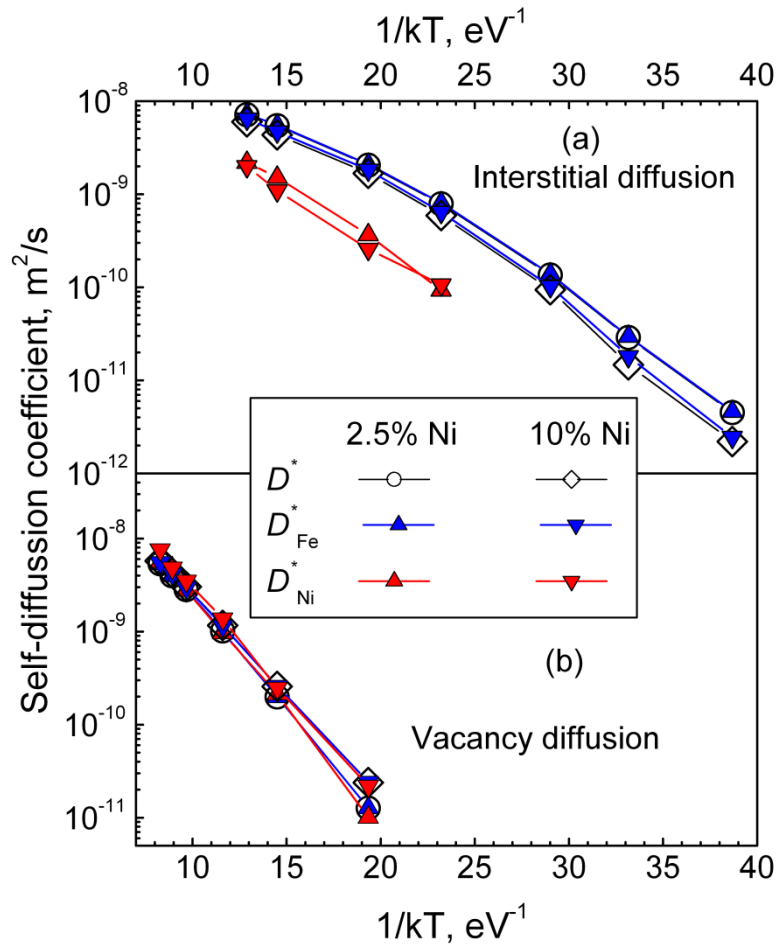 1/kT, eV⁻¹
10 15 20 25 30 35 40
10⁻⁸
(a)
Interstitial diffusion
10⁻⁹
10⁻¹⁰
10⁻¹¹
10⁻¹²
Self-diffussion coefficient, m²/s
2.5% Ni 10% Ni
D*
D*Fe
D*Ni
10⁻⁸
10⁻⁹
(b)
10⁻¹⁰
Vacancy diffusion
10⁻¹¹
10 15 20 25 30 35 40
1/kT, eV⁻¹